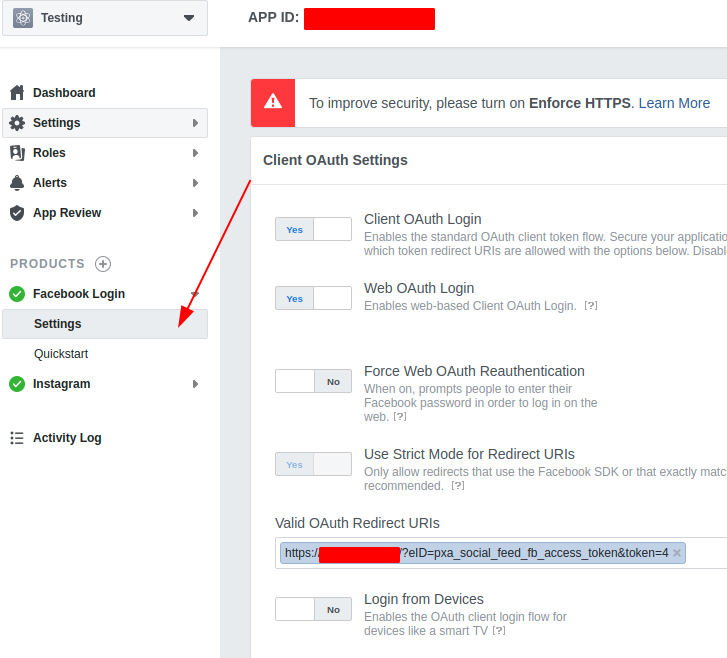 Testing
APP ID:
Dashboard
Settings
Roles
Alerts
App Review
PRODUCTS
Facebook Login
Settings
Quickstart
Instagram
Activity Log
To improve security, please turn on Enforce HTTPS. Learn More
Client OAuth Settings
Yes
Client OAuth Login
Enables the standard OAuth client token flow. Secure your applicatio
which token redirect URIs are allowed with the options below. Disabl
Yes
Web OAuth Login
Enables web-based Client OAuth Login. [?]
No
Force Web OAuth Reauthentication
When on, prompts people to enter their
Facebook password in order to log in on the
web. [?]
Yes
Use Strict Mode for Redirect URIs
Only allow redirects that use the Facebook SDK or that exactly matc
recommended. [?]
Valid OAuth Redirect URIs
https:/ /?eID=pxa_social_feed_fb_access_token&token=4 ×
No
Login from Devices
Enables the OAuth client login flow for
devices like a smart TV [?]